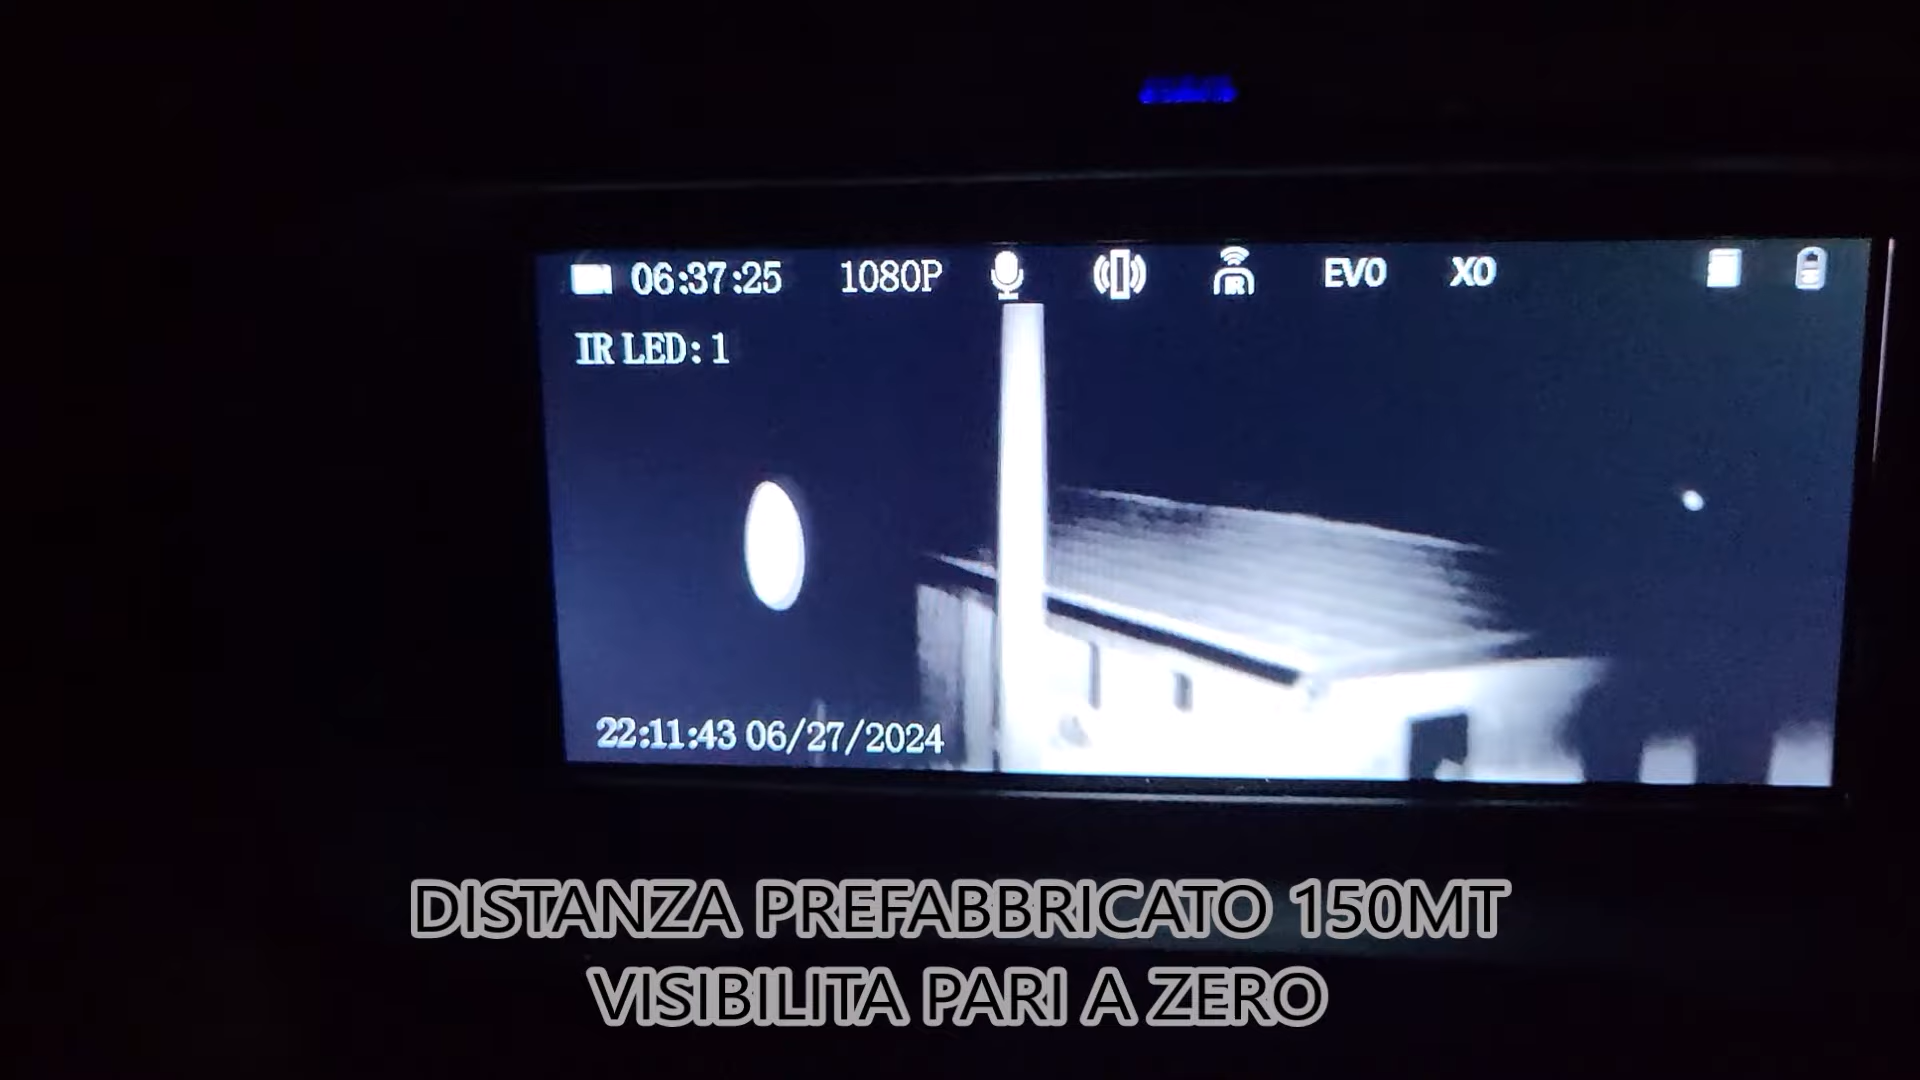 06:37:25 1080P IR EV0 X0
IR LED: 1
22:11:43 06/27/2024
DISTANZA PREFABBRICATO 150MT
VISIBILITA PARI A ZERO